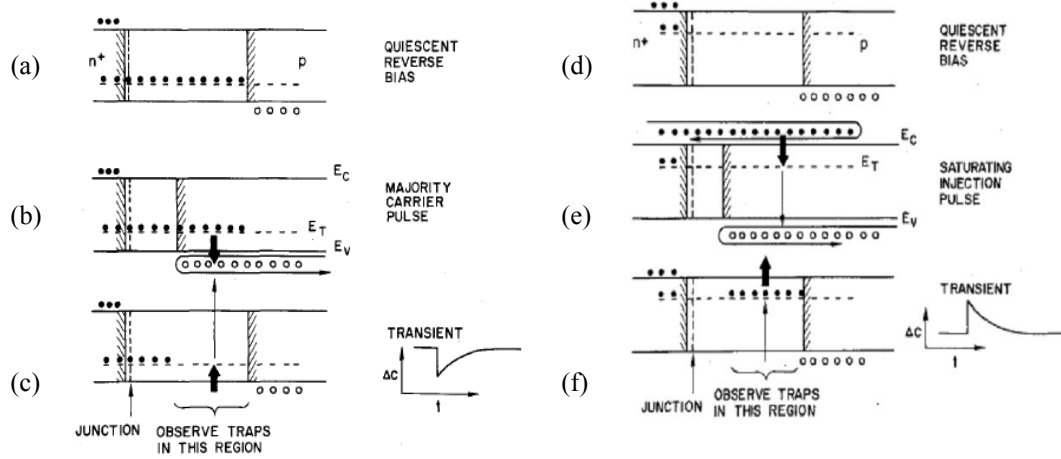 (a)
n+
p
QUIESCENT
REVERSE
BIAS
(b)
E_C
E_T
E_V
MAJORITY
CARRIER
PULSE
(c)
TRANSIENT
ΔC
t
JUNCTION
OBSERVE TRAPS
IN THIS REGION
(d)
n+
p
QUIESCENT
REVERSE
BIAS
(e)
E_C
E_T
E_V
SATURATING
INJECTION
PULSE
(f)
TRANSIENT
ΔC
t
JUNCTION
OBSERVE TRAPS
IN THIS REGION